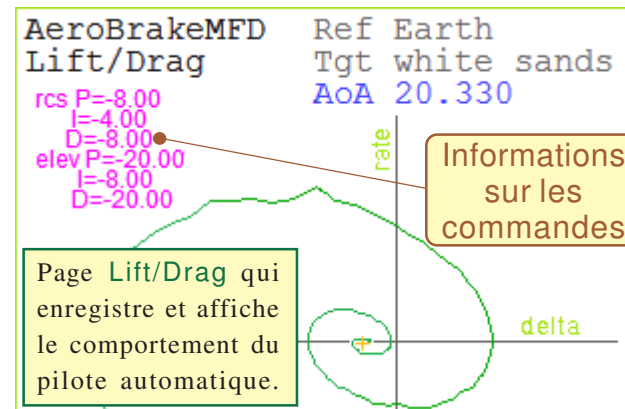 AeroBrakeMFD Ref Earth
Lift/Drag Tgt white sands
AoA 20.330
rcs P=-8.00
I=-4.00
D=-8.00
elev P=-20.00
I=-8.00
D=-20.00
rate
Informations
sur les
commandes
Page Lift/Drag qui
enregistre et affiche
le comportement du
pilote automatique.
delta